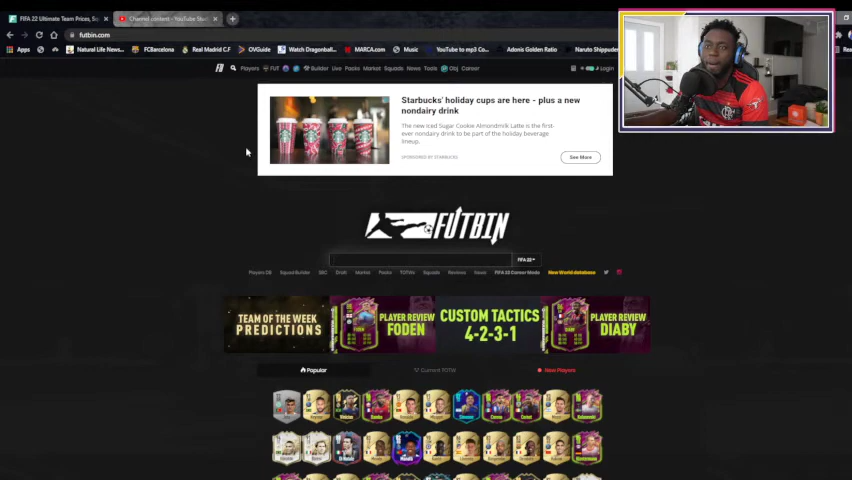 FIFA 22 Ultimate Team Prices, Sq
Channel content - YouTube Stud
futbin.com
Apps
Natural Life News...
FCBarcelona
Real Madrid C.F
OVGuide
Watch Dragonball...
MARCA.com
Music
YouTube to mp3 Co...
Adonis Golden Ratio
Naruto Shippuden
Players
FUT
Builder
Live
Packs
Market
Squads
News
Tools
Obj
Career
Login
Starbucks' holiday cups are here - plus a new
nondairy drink
The new Iced Sugar Cookie Almondmilk Latte is the first-
ever nondairy drink to be part of the holiday beverage
lineup.
SPONSORED BY STARBUCKS
See More
FUTBIN
FIFA 22
Players DB
Squad Builder
SBC
Draft
Market
Packs
TOTW
Squads
Reviews
News
FIFA 22 Career Mode
New World database
TEAM OF THE WEEK
PREDICTIONS
PLAYER REVIEW
FODEN
CUSTOM TACTICS
4-2-3-1
PLAYER REVIEW
DIABY
Popular
Current TOTW
New Players